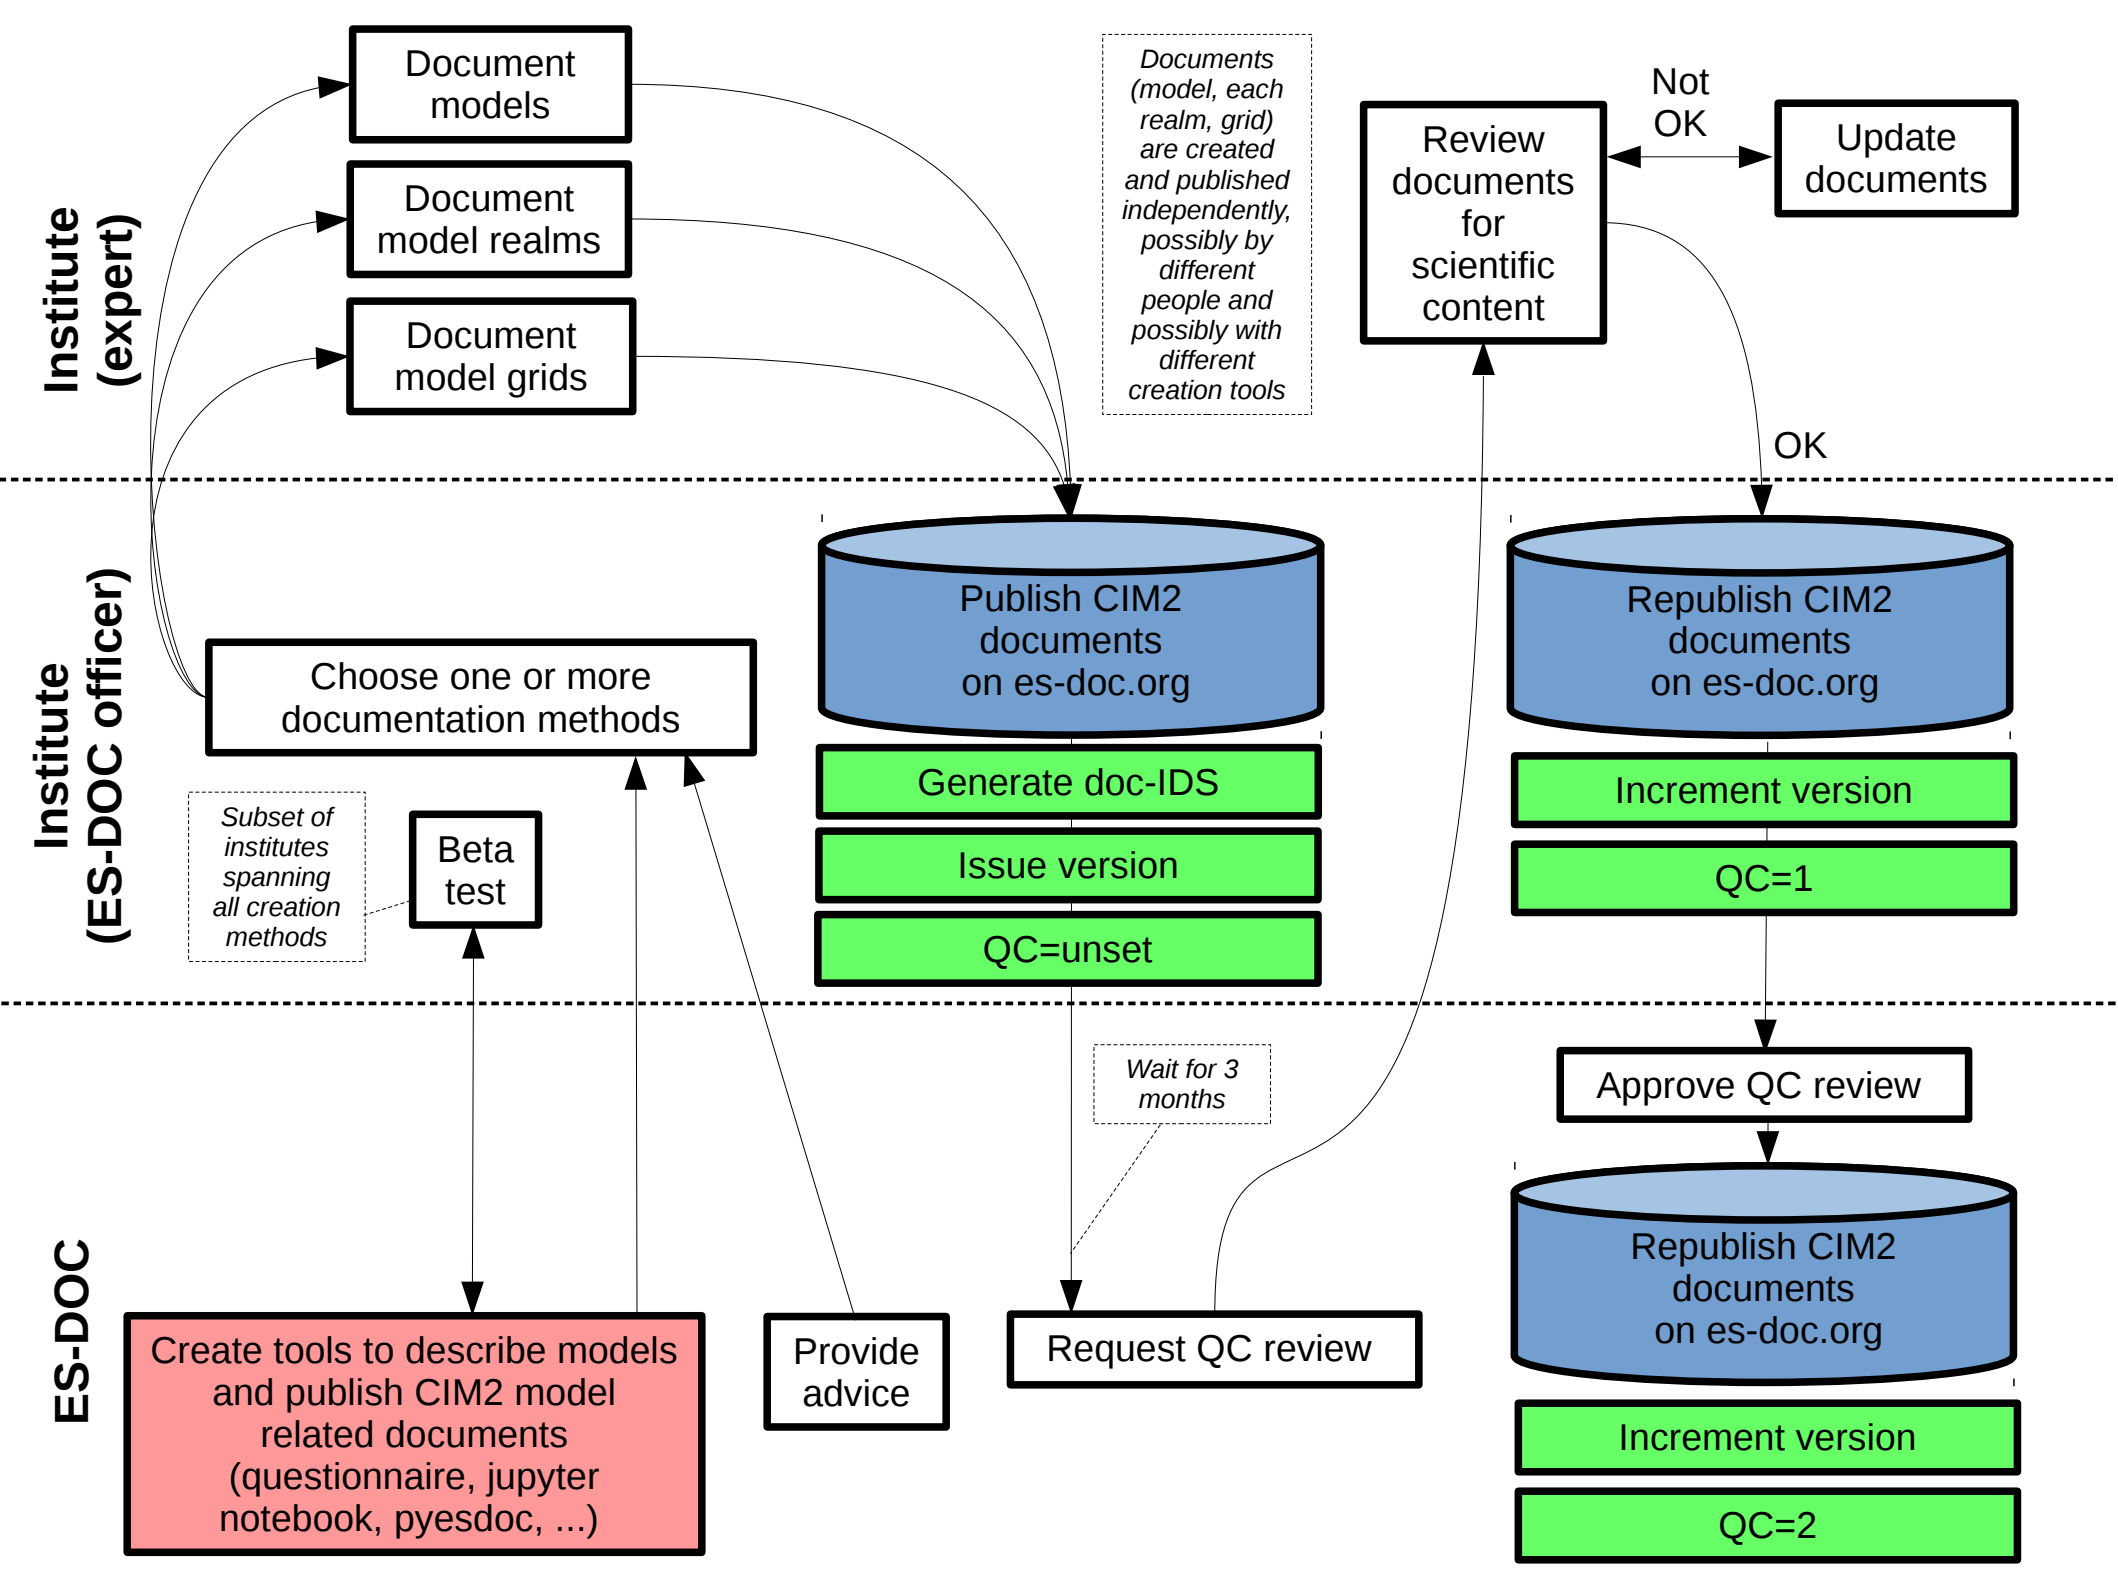 Institute
(expert)
Document
models
Document
model realms
Document
model grids
Documents
(model, each
realm, grid)
are created
and published
independently,
possibly by
different
people and
possibly with
different
creation tools
Review
documents
for
scientific
content
Not
OK
Update
documents
OK
Institute
(ES-DOC officer)
Choose one or more
documentation methods
Subset of
institutes
spanning
all creation
methods
Beta
test
Publish CIM2
documents
on es-doc.org
Generate doc-IDS
Issue version
QC=unset
Republish CIM2
documents
on es-doc.org
Increment version
QC=1
ES-DOC
Create tools to describe models
and publish CIM2 model
related documents
(questionnaire, jupyter
notebook, pyesdoc, ...)
Provide
advice
Wait for 3
months
Request QC review
Approve QC review
Republish CIM2
documents
on es-doc.org
Increment version
QC=2